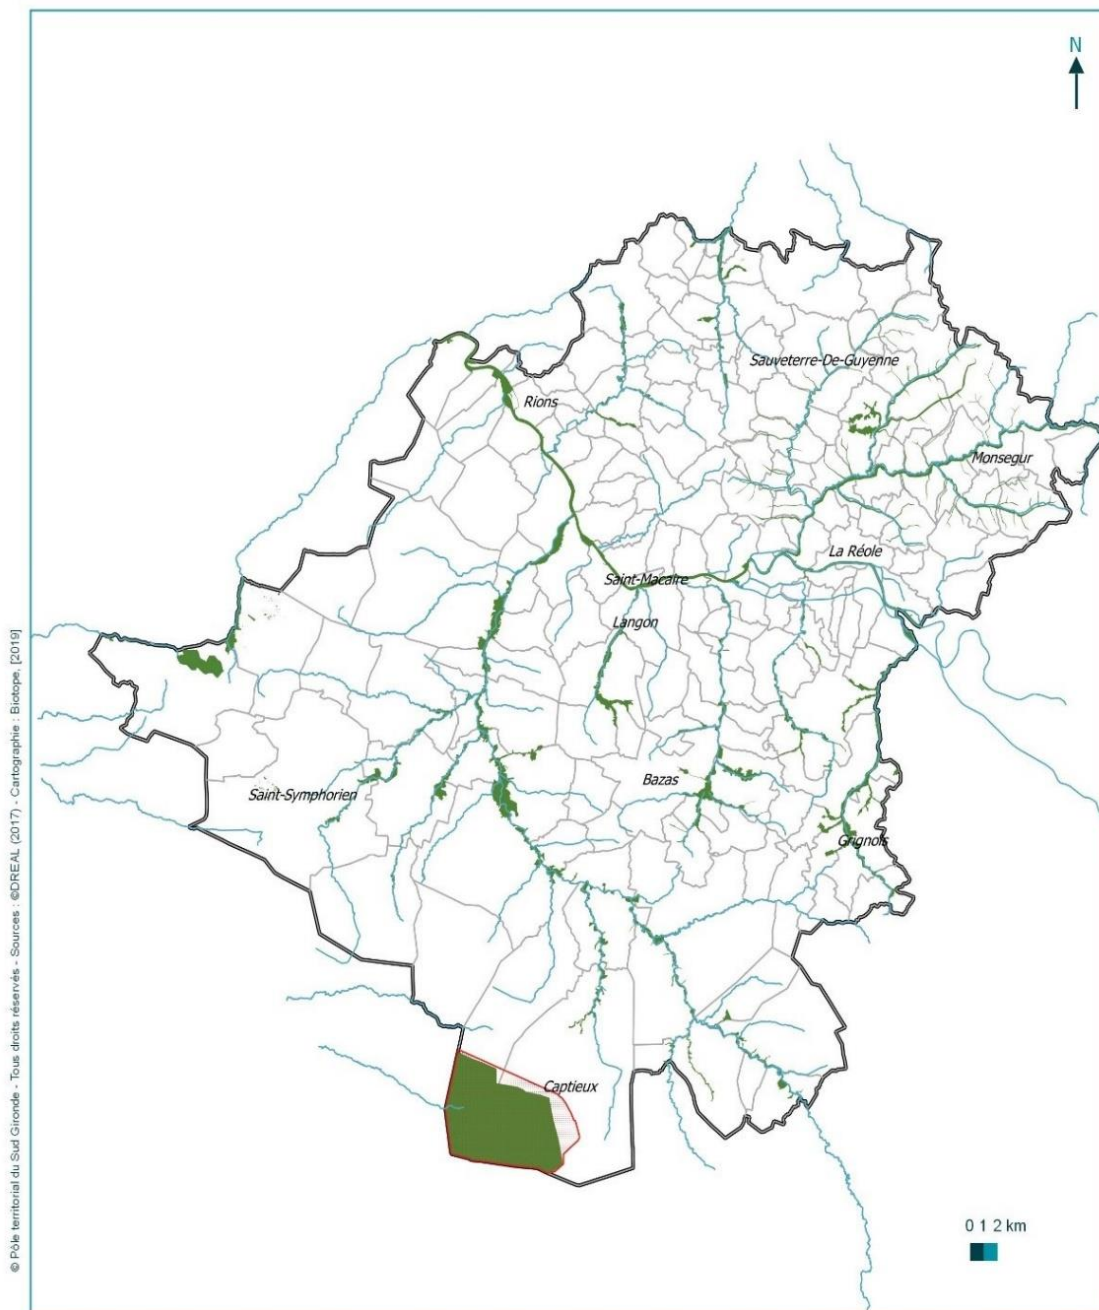 N
Sauveterre-De-Guyenne
Rions
Monsegur
La Réole
Saint-Macaire
Langon
Bazas
Saint-Symphorien
Grignols
Captieux
0 1 2 km
© Pôle territorial du Sud Gironde - Tous droits réservés - Sources : ©DREAL (2017) - Cartographie : Biotope, [2019]